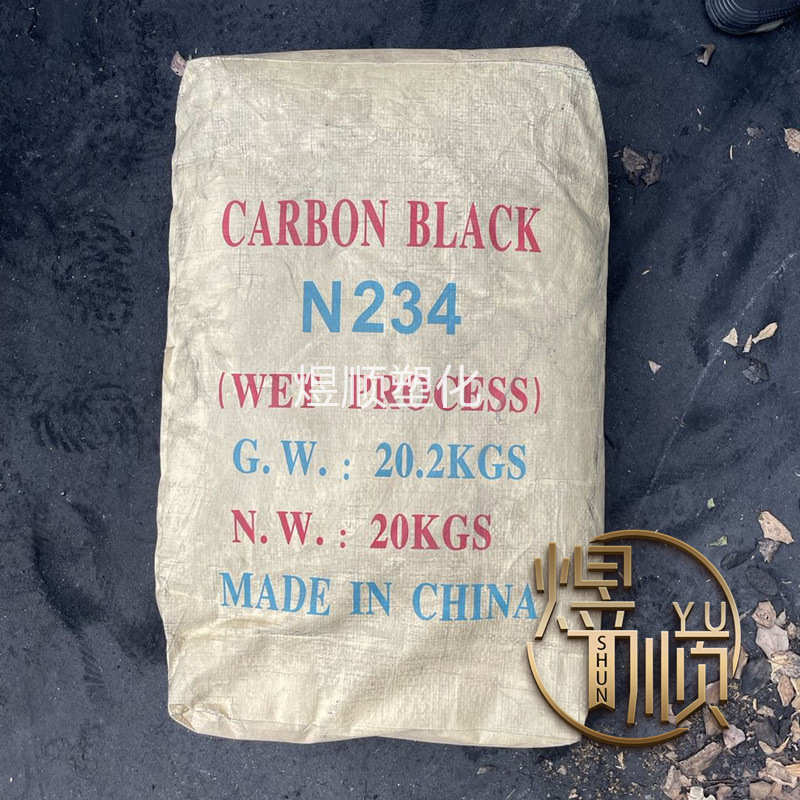 CARBON BLACK
N234
(WET PROCESS)
煜顺塑化
G.W.: 20.2KGS
N.W.: 20KGS
MADE IN CHINA
煜顺
YU
SHUN